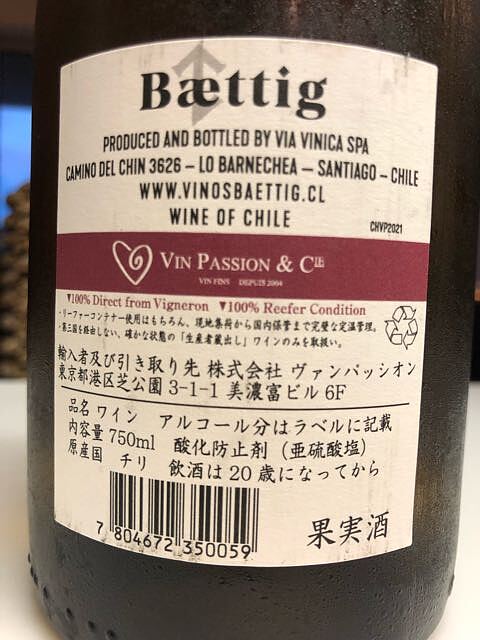 Bættig
PRODUCED AND BOTTLED BY VIA VINICA SPA
CAMINO DEL CHIN 3626 – LO BARNECHEA – SANTIAGO – CHILE
WWW.VINOSBAETTIG.CL
WINE OF CHILE
CHVP2021
VIN PASSION & CIE
VIN FINS DEPUIS 2004
▼100% Direct from Vigneron ▼100% Reefer Condition
・リーファーコンテナー使用はもちろん、現地集荷から国内保管まで完璧な定温管理。
・第三国を経由しない、確かな状態の「生産者蔵出し」ワインのみを取扱い。
輸入者及び引き取り先 株式会社 ヴァンパッシオン
東京都港区芝公園 3-1-1 美濃富ビル 6F
品名 ワイン アルコール分はラベルに記載
内容量 750ml 酸化防止剤（亜硫酸塩）
原産国 チリ 飲酒は 20 歳になってから
7 804672 350059
果実酒